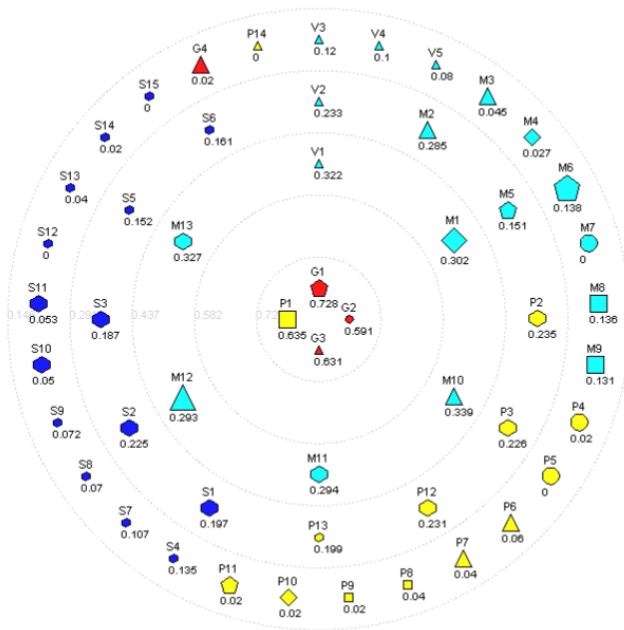 P14
0
V3
0.12
V4
0.1
V5
0.08
G4
0.02
M3
0.045
S15
0
V2
0.233
S6
0.161
M2
0.285
M4
0.027
S14
0.02
V1
0.322
M6
0.138
S13
0.04
S5
0.152
M5
0.151
M13
0.327
M1
0.302
S12
0
M7
0
G1
0.728
S11
0.053
S3
0.187
P1
0.635
G2
0.591
P2
0.235
M8
0.136
0.437
0.582
G3
0.631
S10
0.05
M9
0.131
M12
0.293
M10
0.339
S9
0.072
S2
0.225
P3
0.226
P4
0.02
S8
0.07
M11
0.294
P5
0
S7
0.107
S1
0.197
P12
0.231
P6
0.06
P13
0.199
S4
0.135
P7
0.04
P11
0.02
P10
0.02
P9
0.02
P8
0.04